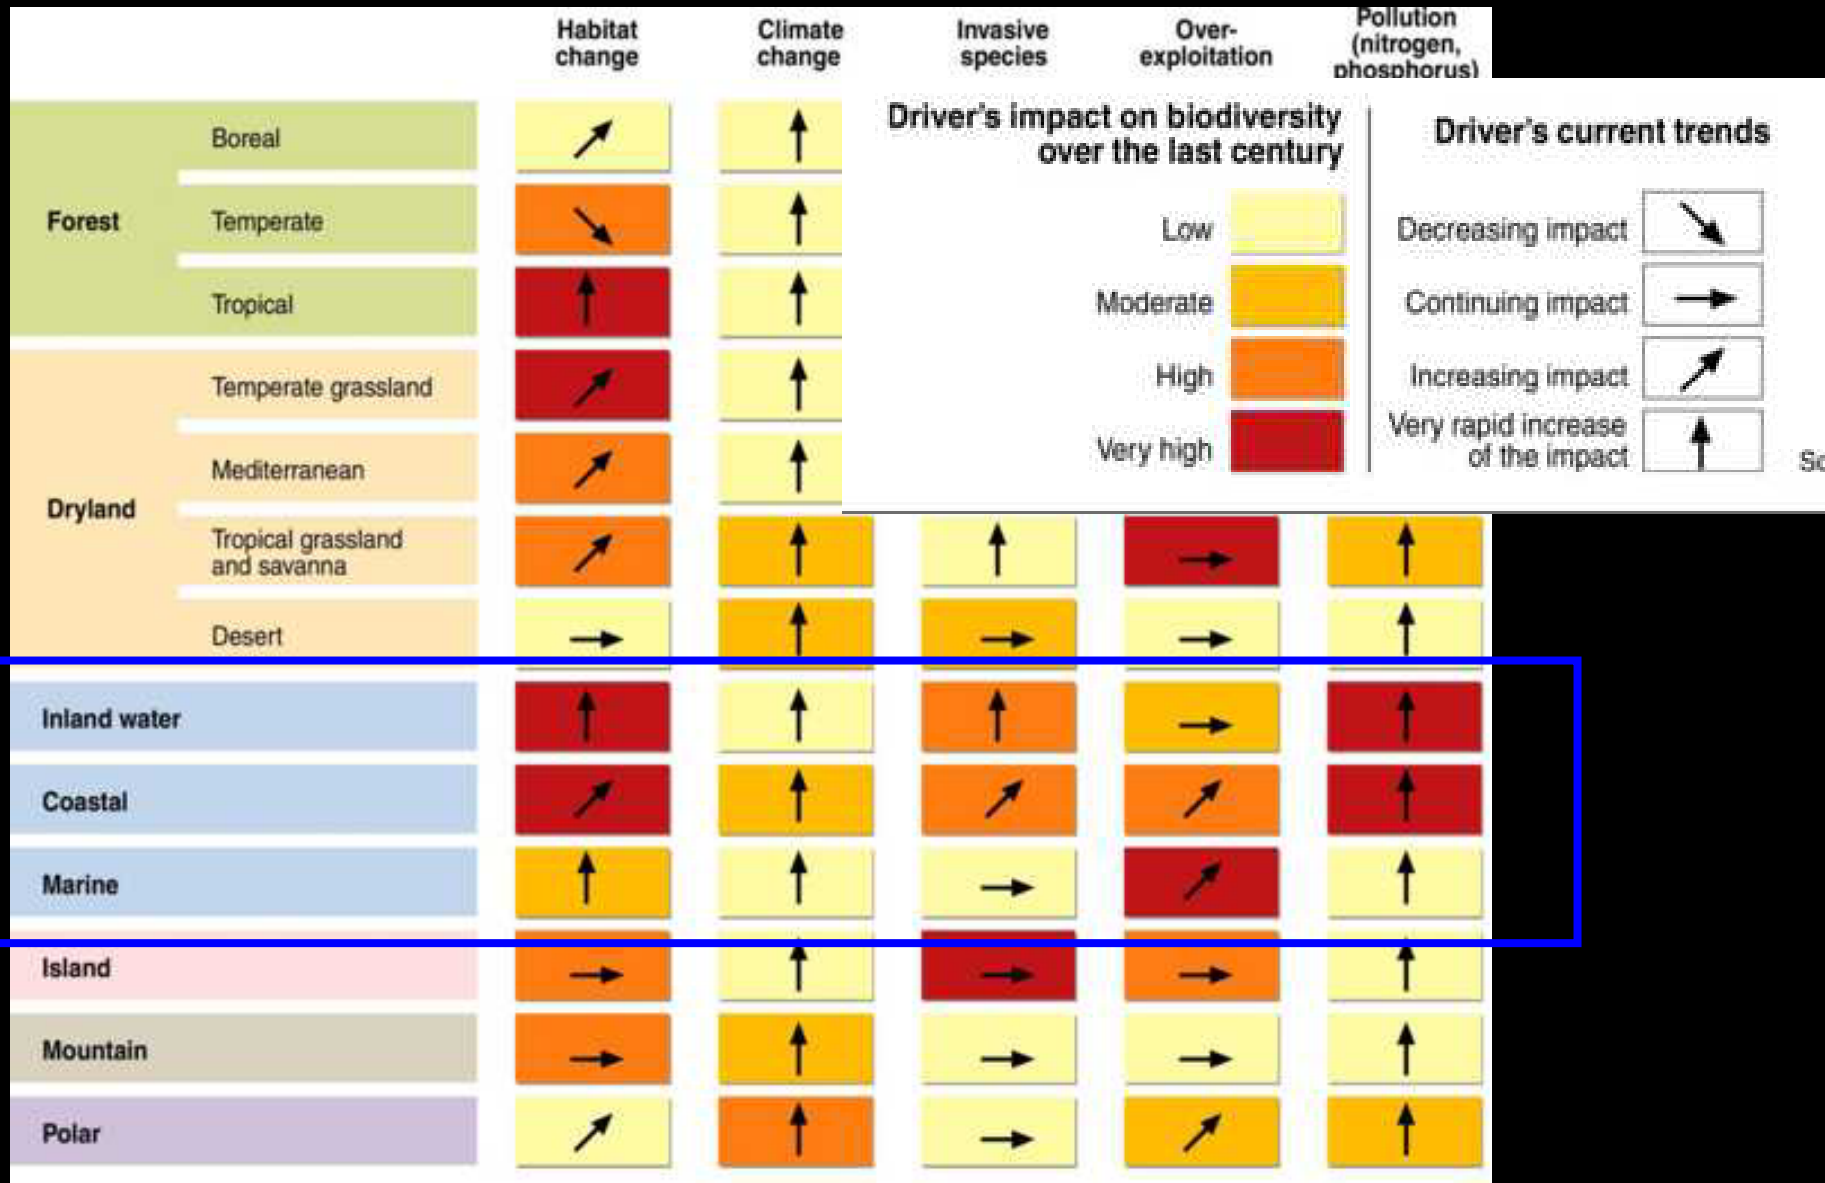 Habitat
change
Climate
change
Invasive
species
Over-
exploitation
Pollution
(nitrogen,
phosphorus)
Forest
Boreal
Temperate
Tropical
Dryland
Temperate grassland
Mediterranean
Tropical grassland
and savanna
Desert
Inland water
Coastal
Marine
Island
Mountain
Polar
Driver's impact on biodiversity
over the last century
Low
Moderate
High
Very high
Driver's current trends
Decreasing impact
Continuing impact
Increasing impact
Very rapid increase
of the impact